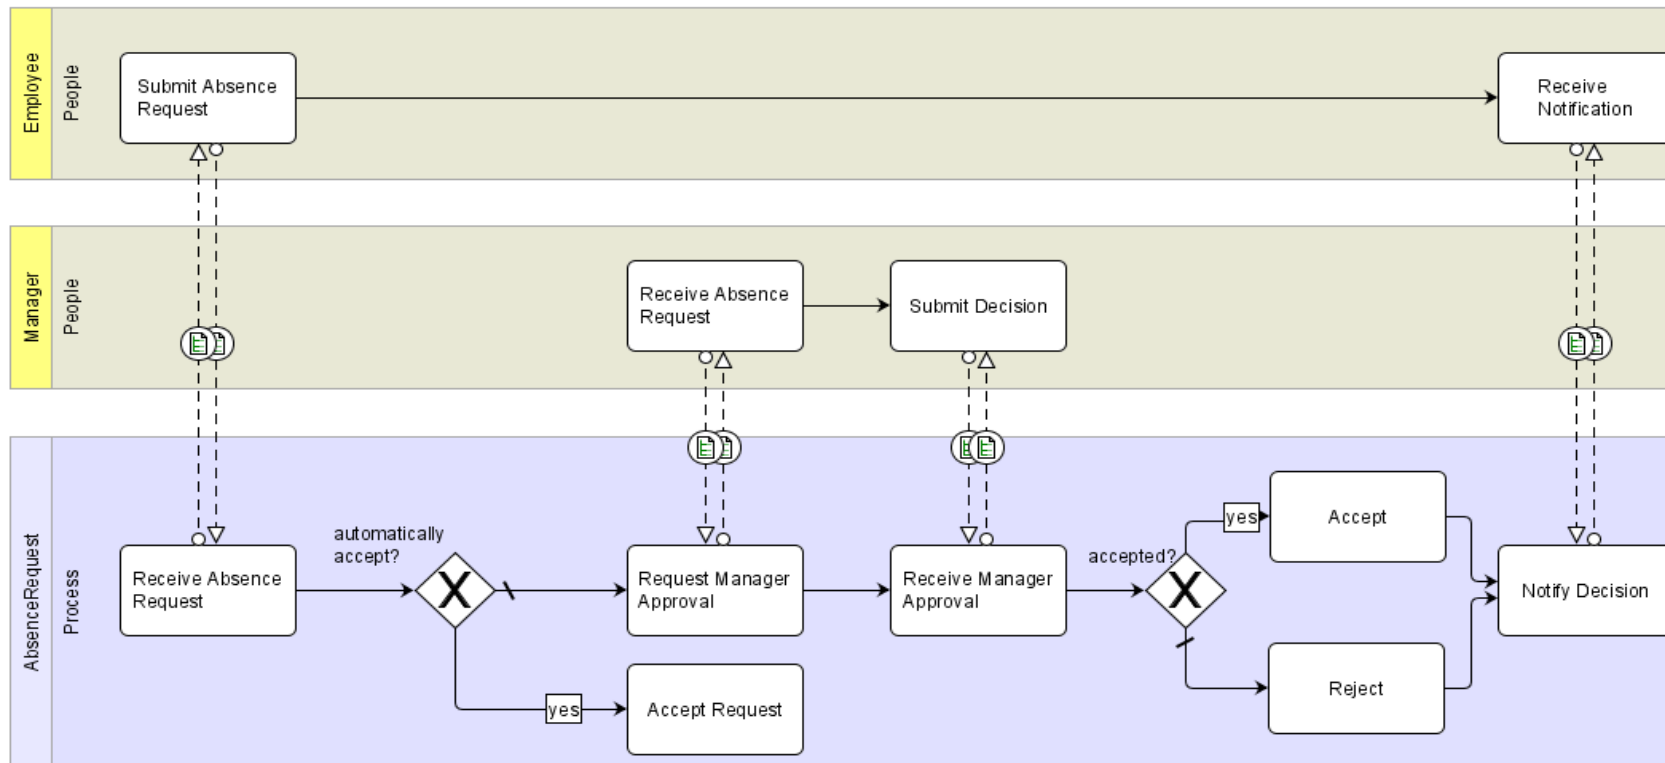 Employee
People
Submit Absence
Request
Receive
Notification
Manager
People
Receive Absence
Request
Submit Decision
AbsenceRequest
Process
Receive Absence
Request
automatically
accept?
Request Manager
Approval
yes
Accept Request
Receive Manager
Approval
accepted?
yes
Accept
Reject
Notify Decision